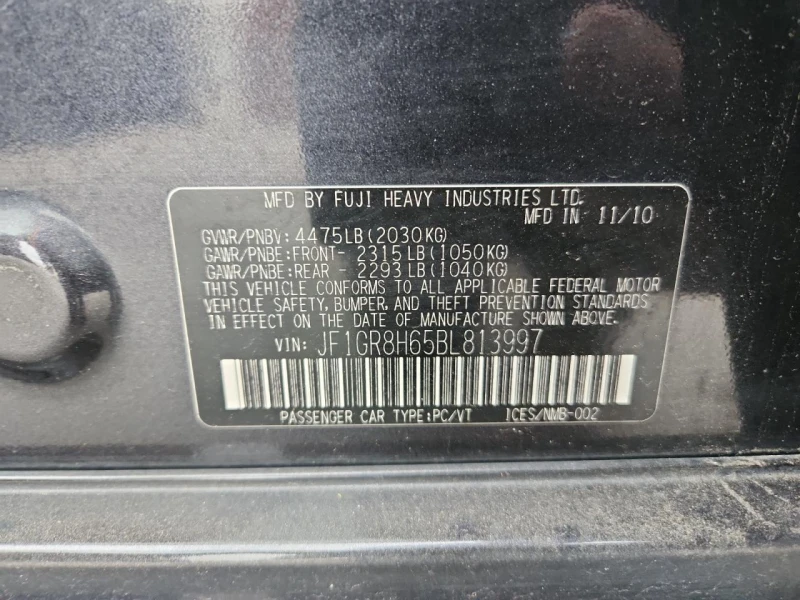 MFD BY FUJI HEAVY INDUSTRIES LTD.
MFD IN 11/10
GVWR/PNBV: 4475LB(2030KG)
GAWR/PNBE:FRONT- 2315LB(1050KG)
GAWR/PNBE:REAR - 2293LB(1040KG)
THIS VEHICLE CONFORMS TO ALL APPLICABLE FEDERAL MOTOR
VEHICLE SAFETY, BUMPER, AND THEFT PREVENTION STANDARDS
IN EFFECT ON THE DATE OF MANUFACTURE SHOWN ABOVE.
VIN: JF1GR8H65BL813997
PASSENGER CAR TYPE:PC/VT ICES/NMB-002